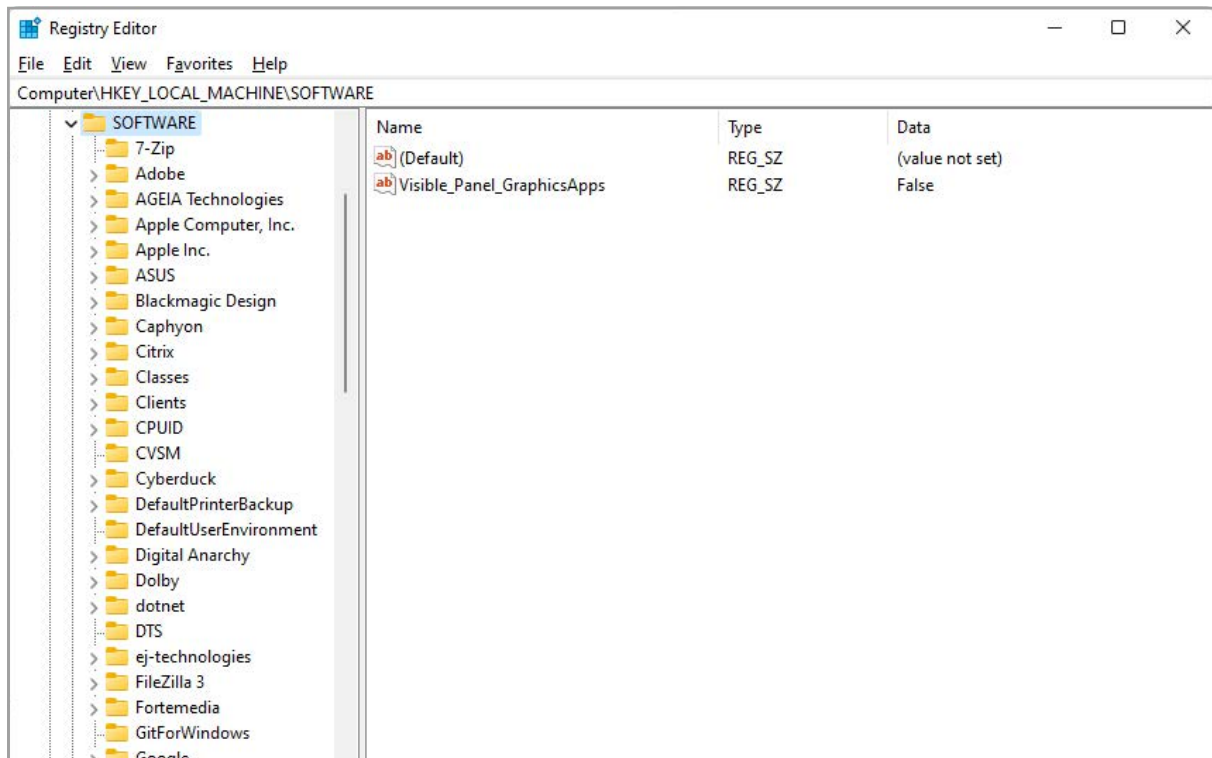 Registry Editor
File Edit View Favorites Help
Computer\HKEY_LOCAL_MACHINE\SOFTWARE
SOFTWARE
7-Zip
Adobe
AGEIA Technologies
Apple Computer, Inc.
Apple Inc.
ASUS
Blackmagic Design
Caphyon
Citrix
Classes
Clients
CPUID
CVSM
Cyberduck
DefaultPrinterBackup
DefaultUserEnvironment
Digital Anarchy
Dolby
dotnet
DTS
ej-technologies
FileZilla 3
Fortemedia
GitForWindows
Google
Name Type Data
(Default) REG_SZ (value not set)
Visible_Panel_GraphicsApps REG_SZ False